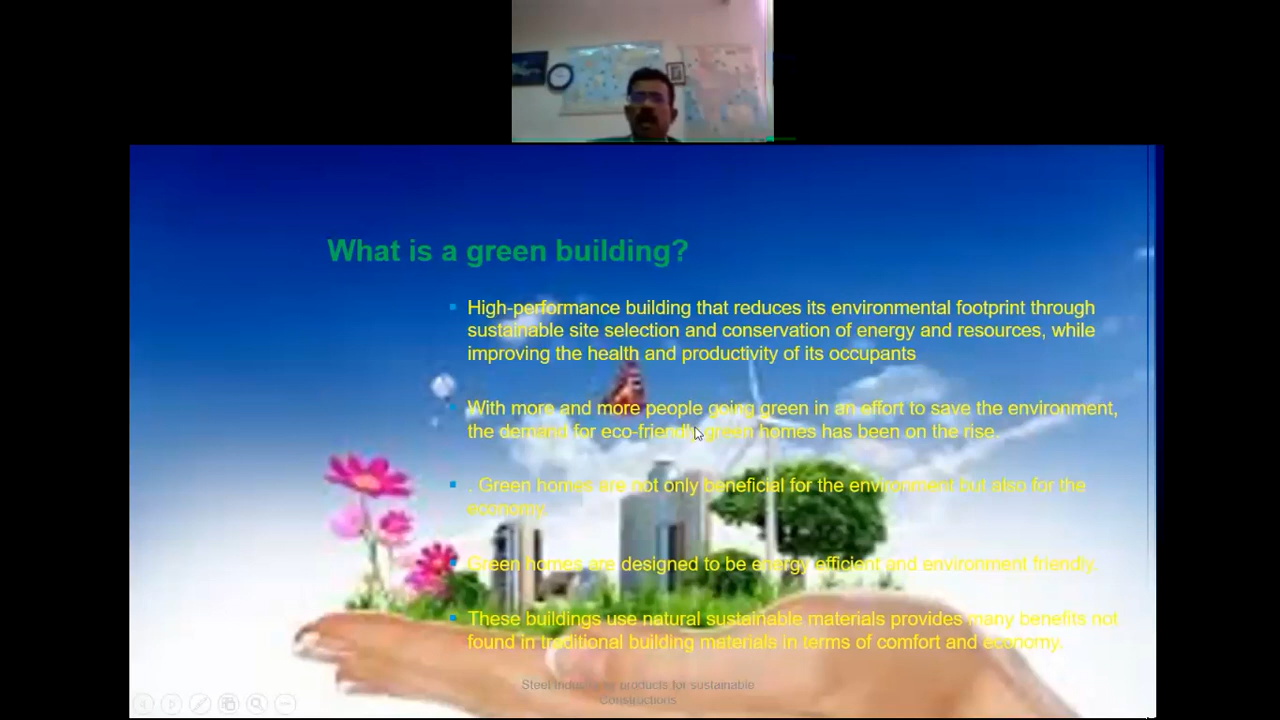 What is a green building?
High-performance building that reduces its environmental footprint through
sustainable site selection and conservation of energy and resources, while
improving the health and productivity of its occupants
With more and more people going green in an effort to save the environment,
the demand for eco-friendly green homes has been on the rise.
. Green homes are not only beneficial for the environment but also for the
economy.
Green homes are designed to be energy efficient and environment friendly.
These buildings use natural sustainable materials provides many benefits not
found in traditional building materials in terms of comfort and economy.
Steel Industry products for sustainable
Constructions